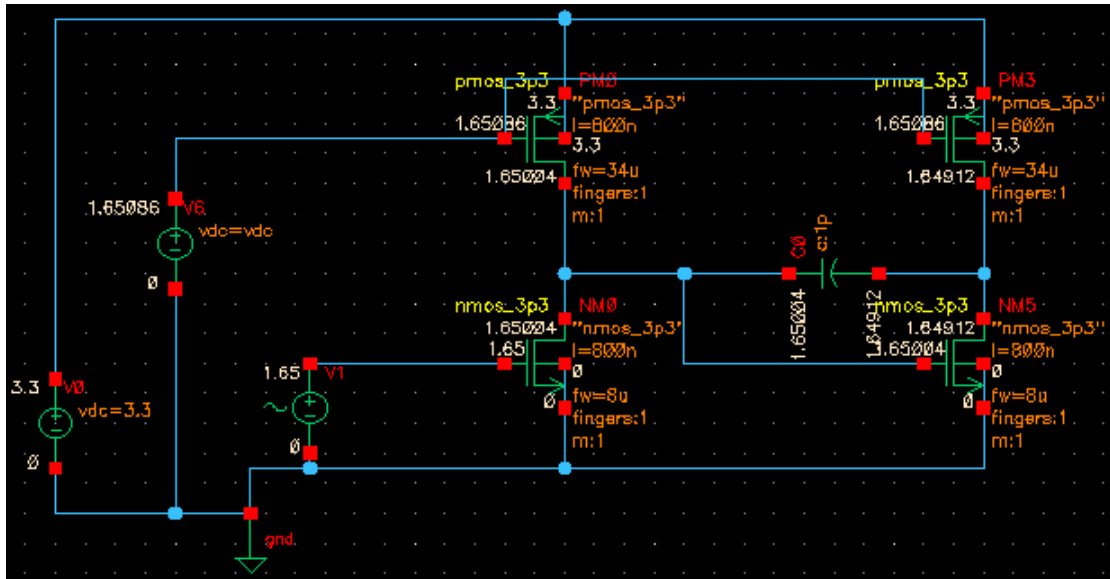 pmos_3p3 PM0
3.3 "pmos_3p3"
1.65086 l=800n
3.3
1.65004 fw=34u
fingers:1
m:1
pmos_3p3 PM3
3.3 "pmos_3p3"
1.65086 l=800n
3.3
1.64912 fw=34u
fingers:1
m:1
1.65086 V6
vdc=vdc
0
C0 c:1p
1.65004 1.64912
nmos_3p3 NM0
1.65004 "nmos_3p3"
1.65 l=800n
0
0 fw=8u
fingers:1
m:1
nmos_3p3 NM5
1.64912 "nmos_3p3"
1.65004 l=800n
0
0 fw=8u
fingers:1
m:1
1.65 V1
0
3.3 V0
vdc=3.3
0
gnd